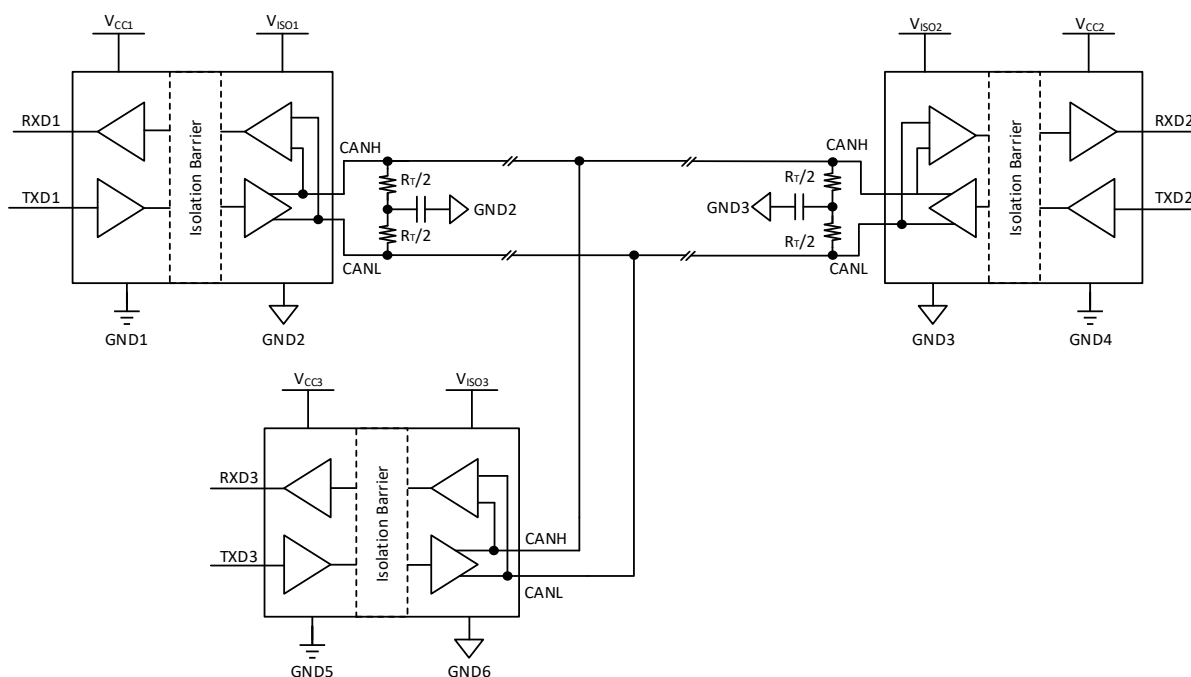 VCC1
VISO1
VISO2
VCC2
RXD1
Isolation Barrier
TXD1
CANH
RT/2
GND2
RT/2
CANL
CANH
RT/2
GND3
RT/2
CANL
Isolation Barrier
RXD2
TXD2
GND1
GND2
GND3
GND4
VCC3
VISO3
RXD3
Isolation Barrier
TXD3
CANH
CANL
GND5
GND6